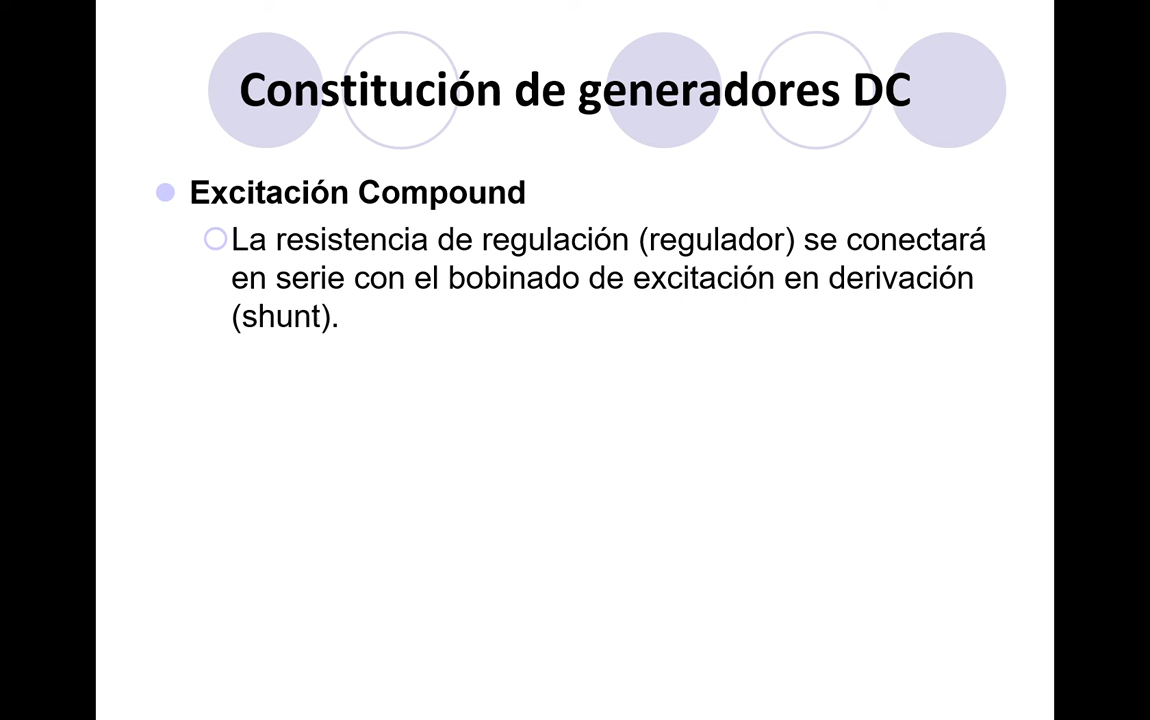 Constitución de generadores DC
Excitación Compound
La resistencia de regulación (regulador) se conectará
en serie con el bobinado de excitación en derivación
(shunt).